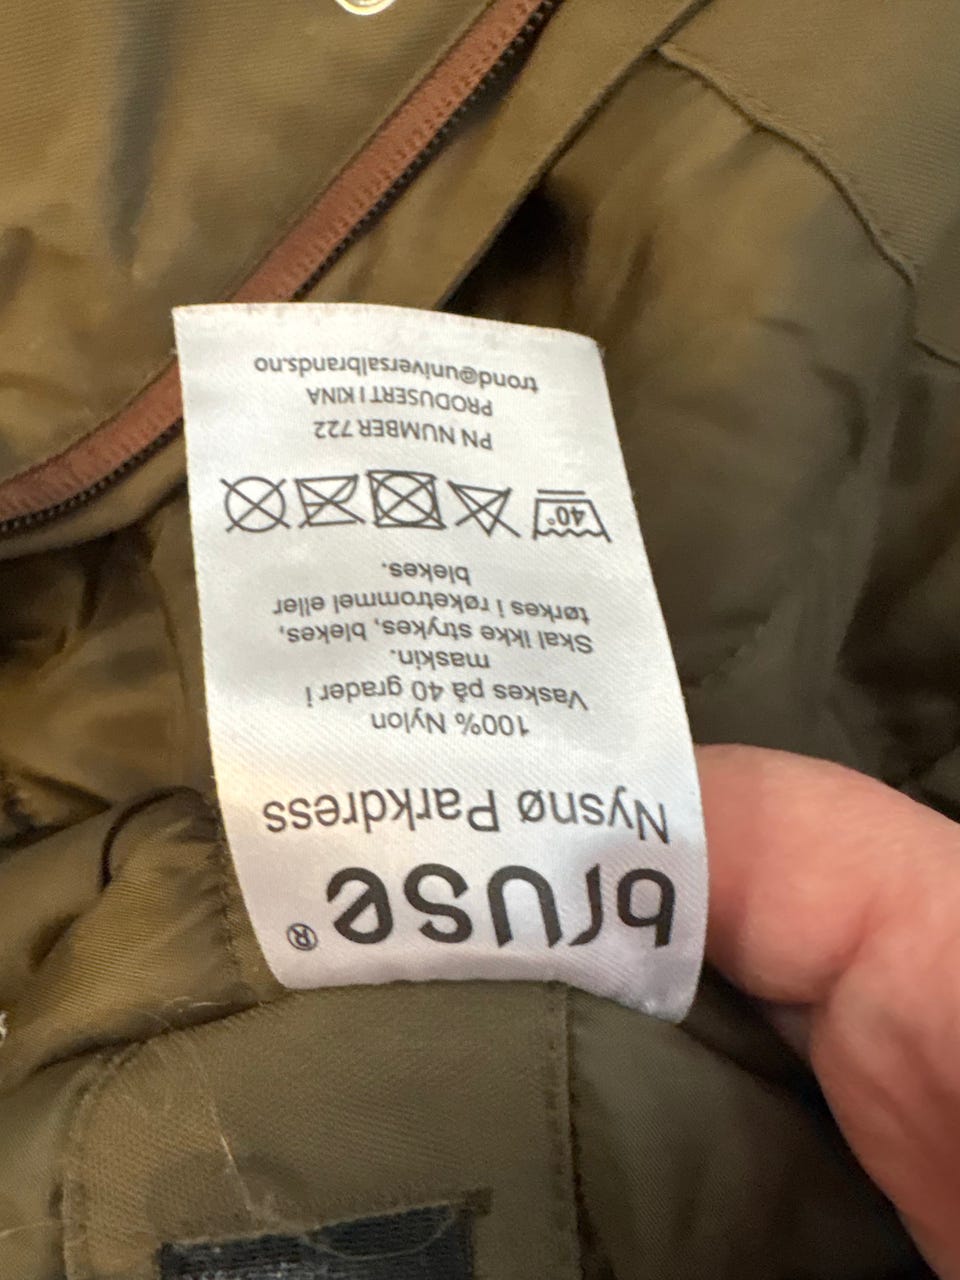 bruse®
Nysnø Parkdress
100% Nylon
Vaskes på 40 grader i
maskin.
Skal ikke strykes, blekes,
tørkes i røketrommel eller
blekes.
40°
PN NUMBER 722
PRODUSERT I KINA
trond@universalbrands.no